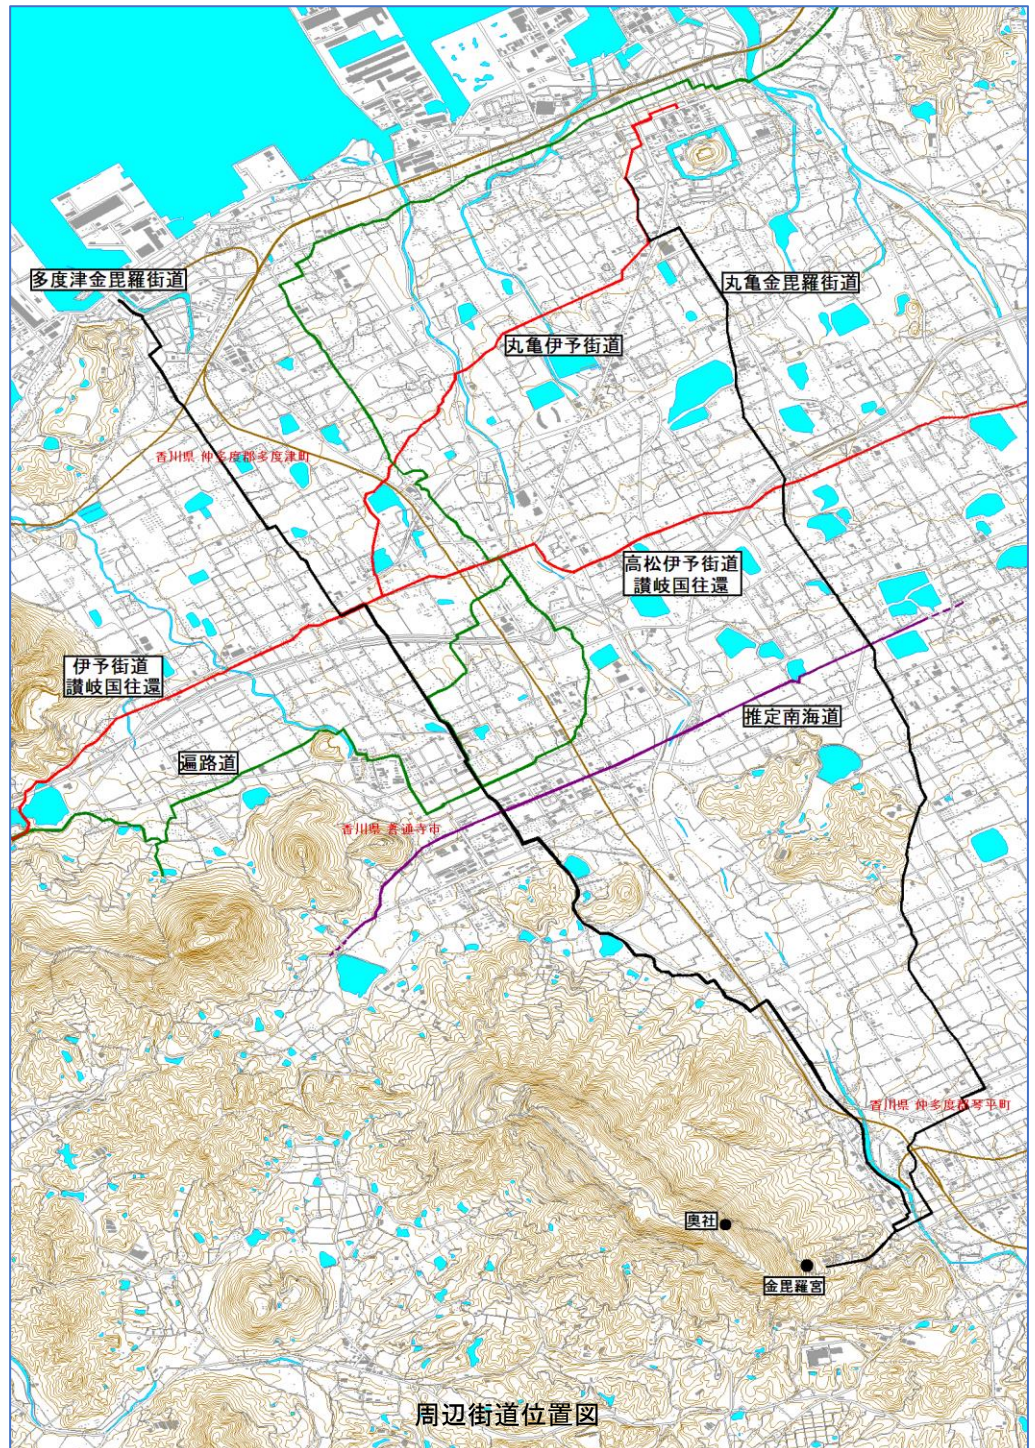 多度津金毘羅街道
丸亀金毘羅街道
丸亀伊予街道
香川県 仲多度郡多度津町
高松伊予街道
讃岐国往還
伊予街道
讃岐国往還
推定南海道
遍路道
香川県 善通寺市
香川県 仲多度郡琴平町
奥社
金毘羅宮
周辺街道位置図